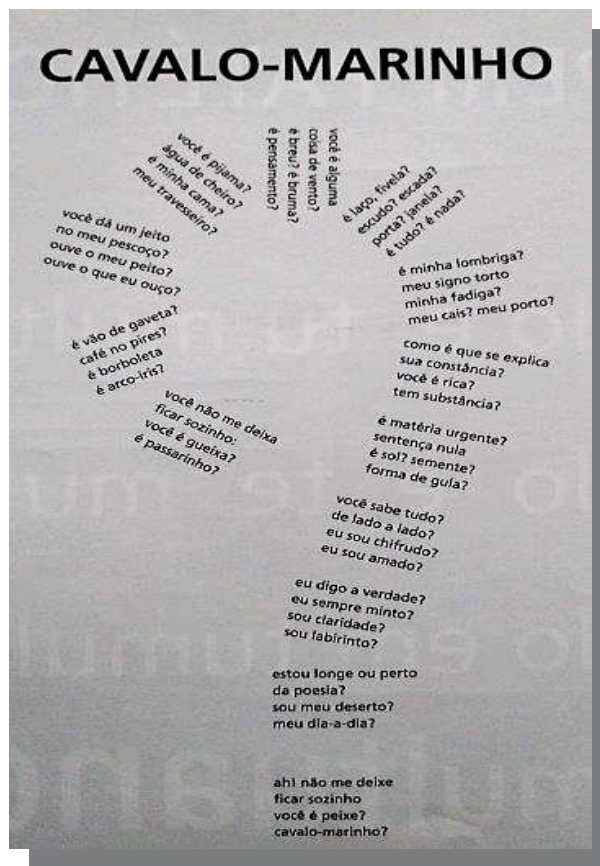 CAVALO-MARINHO
você não me deixa
ficar sozinho:
você é gueixa?
é passarinho?
é vão de gaveta?
café no pires?
é borboleta
é arco-íris?
você dá um jeito
no meu pescoço?
ouve o meu peito?
ouve o que eu ouço?
você é pijama?
água de cheiro?
é minha cama?
meu travesseiro?
você é alguma
coisa de vento?
é breu? é bruma?
é pensamento?
é laço, fivela?
escudo? escada?
porta? janela?
é tudo? é nada?
é minha lombriga?
meu signo torto
minha fadiga?
meu cais? meu porto?
como é que se explica
sua constância?
você é rica?
tem substância?
é matéria urgente?
sentença nula
é sol? semente?
forma de gula?
você sabe tudo?
de lado a lado?
eu sou chifrudo?
eu sou amado?
eu digo a verdade?
eu sempre minto?
sou claridade?
sou labirinto?
estou longe ou perto
da poesia?
sou meu deserto?
meu dia-a-dia?
ah! não me deixe
ficar sozinho
você é peixe?
cavalo-marinho?